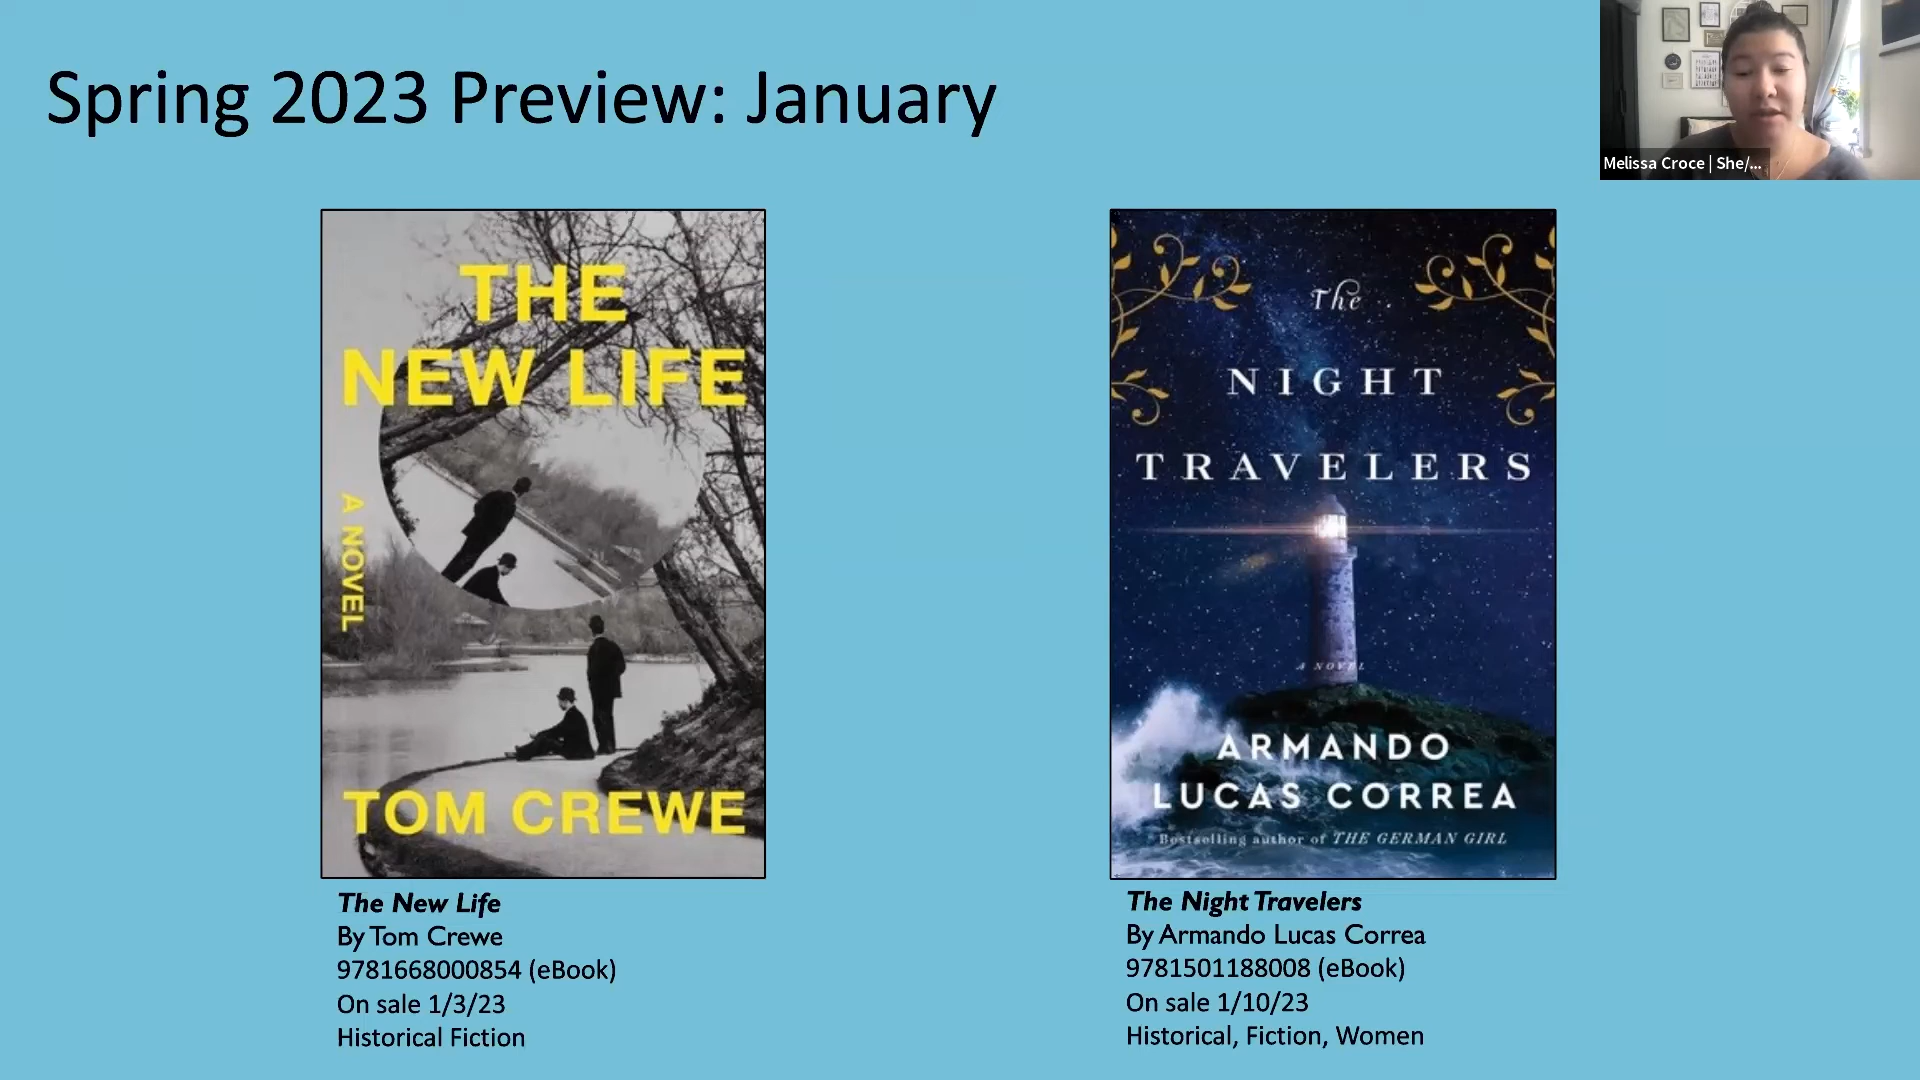 Spring 2023 Preview: January
Melissa Croce | She/...
THE
NEW LIFE
A NOVEL
TOM CREWE
The New Life
By Tom Crewe
9781668000854 (eBook)
On sale 1/3/23
Historical Fiction
The
NIGHT
TRAVELERS
A NOVEL
ARMANDO
LUCAS CORREA
Bestselling author of THE GERMAN GIRL
The Night Travelers
By Armando Lucas Correa
9781501188008 (eBook)
On sale 1/10/23
Historical, Fiction, Women